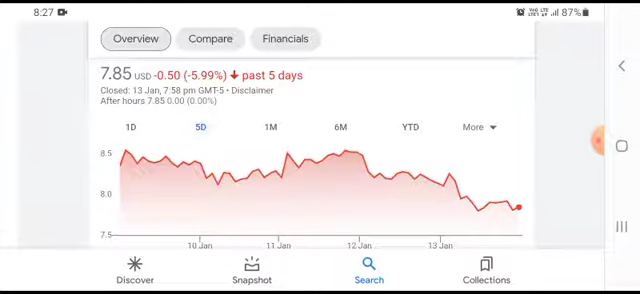 8:27
VoLTE LTE 87%
Overview Compare Financials
7.85 USD -0.50 (-5.99%) past 5 days
Closed: 13 Jan, 7:58 pm GMT-5 • Disclaimer
After hours 7.85 0.00 (0.00%)
1D 5D 1M 6M YTD More
8.5
8.0
7.5
10 Jan 11 Jan 12 Jan 13 Jan
Discover Snapshot Search Collections